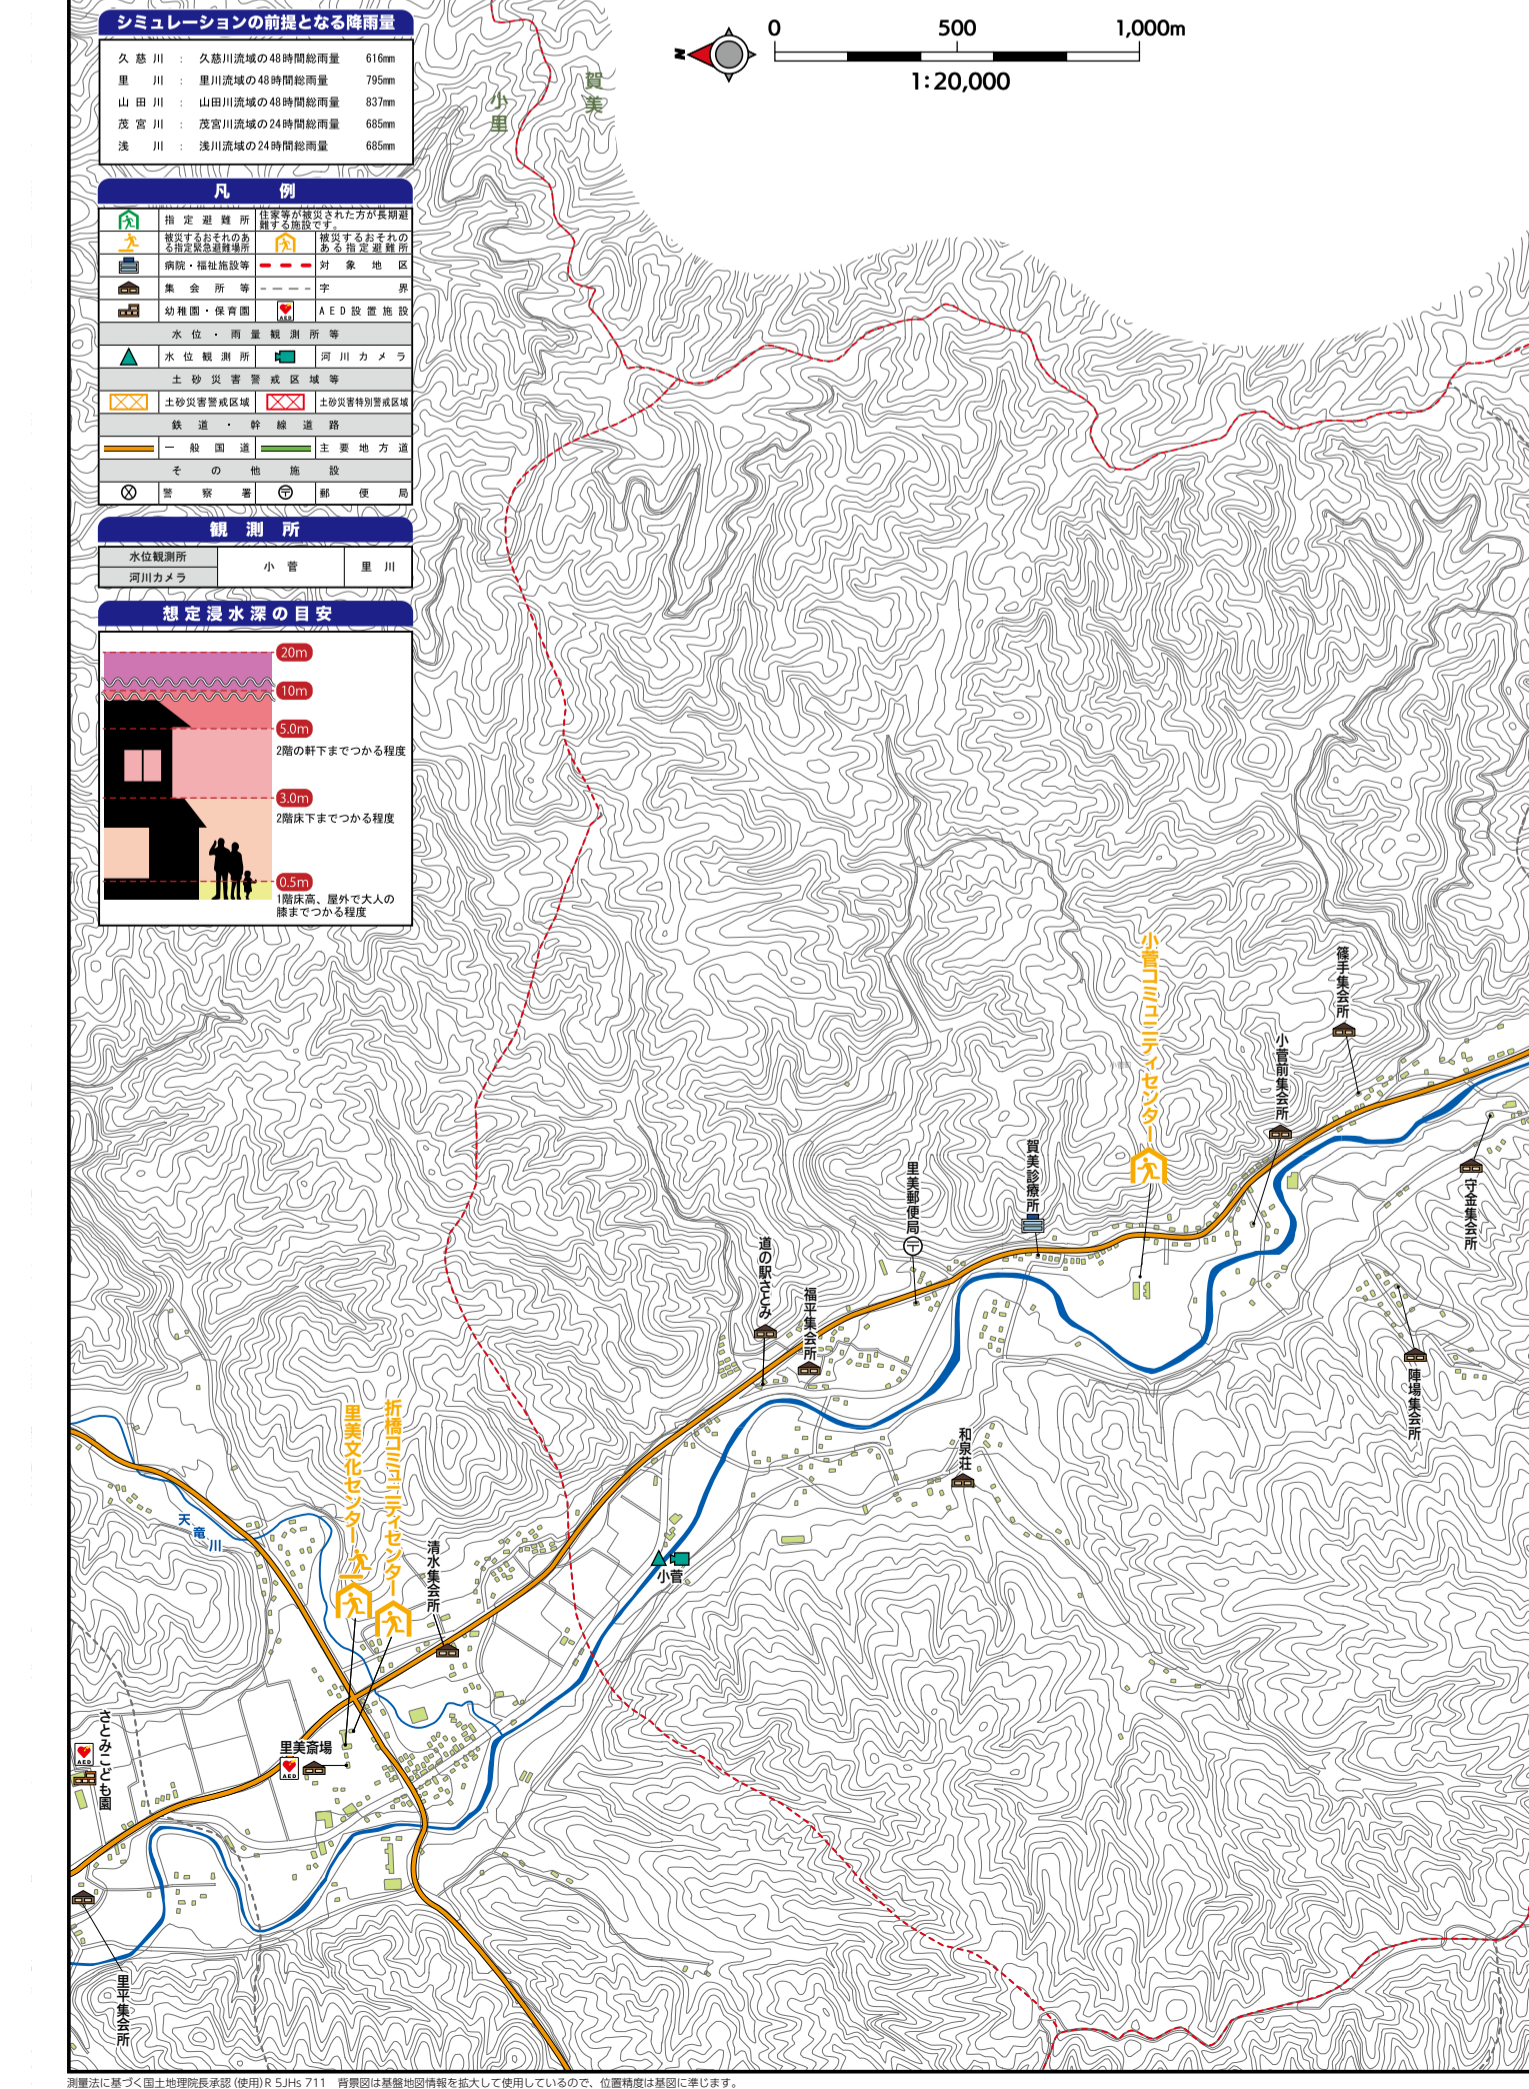 シミュレーションの前提となる降雨量
久慈川 : 久慈川流域の48時間総雨量 616mm
里川 : 里川流域の48時間総雨量 795mm
山田川 : 山田川流域の48時間総雨量 837mm
茂宮川 : 茂宮川流域の24時間総雨量 685mm
浅川 : 浅川流域の24時間総雨量 685mm
凡例
指定避難所 住家等が被災された方が長期避
難する施設です。
被災するおそれのあ
る指定緊急避難場所
被災するおそれの
ある指定避難所
病院・福祉施設等 対象地区
集会所等 字界
幼稚園・保育園 AED AED設置施設
水位・雨量観測所等
水位観測所 河川カメラ
土砂災害警戒区域等
土砂災害警戒区域 土砂災害特別警戒区域
鉄道・幹線道路
一般国道 主要地方道
その他施設
警察署 郵便局
観測所
水位観測所
河川カメラ
小菅 里川
想定浸水深の目安
20m
10m
5.0m
2階の軒下までつかる程度
3.0m
2階床下までつかる程度
0.5m
1階床高、屋外で大人の
膝までつかる程度
N
0 500 1,000m
1:20,000
小里
賀美
小菅コミュニティセンター
篠手集会所
小菅前集会所
守金集会所
陣場集会所
賀美診療所
里美郵便局
道の駅さとみ
福平集会所
和泉荘
小菅
里美文化センター
折橋コミュニティセンター
清水集会所
天竜川
里美斎場
AED
さとみこども園
AED
里平集会所
測量法に基づく国土地理院長承認(使用)R 5JHs 711 背景図は基盤地図情報を拡大して使用しているので、位置精度は基図に準じます。